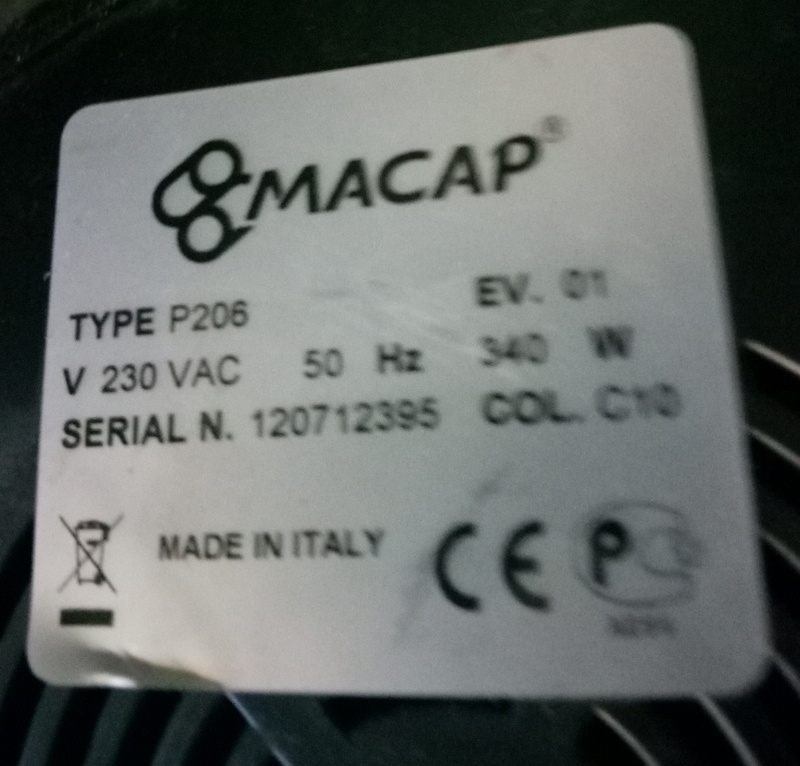 MACAP®
TYPE P206 EV. 01
V 230 VAC 50 Hz 340 W
SERIAL N. 120712395 COL. C10
MADE IN ITALY CE P